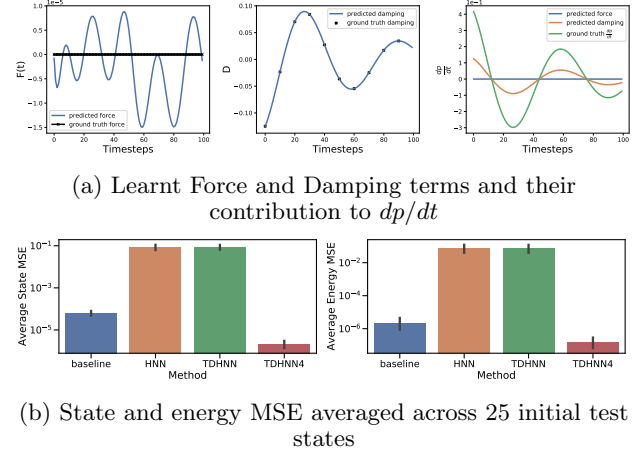 1e−5
1.0
0.5
0.0
−0.5
−1.0
−1.5
F(t)
predicted force
ground truth force
0 20 40 60 80 100
Timesteps
0.05
0.00
−0.05
−0.10
D
predicted damping
ground truth damping
0 20 40 60 80 100
Timesteps
1e−1
4
3
2
1
0
−1
−2
−3
dp/dt
predicted force
predicted damping
ground truth dp/dt
0 20 40 60 80 100
Timesteps
(a) Learnt Force and Damping terms and their
contribution to dp/dt
Average State MSE
10⁻¹
10⁻³
10⁻⁵
baseline HNN TDHNN TDHNN4
Method
Average Energy MSE
10⁻²
10⁻⁴
10⁻⁶
baseline HNN TDHNN TDHNN4
Method
(b) State and energy MSE averaged across 25 initial test
states